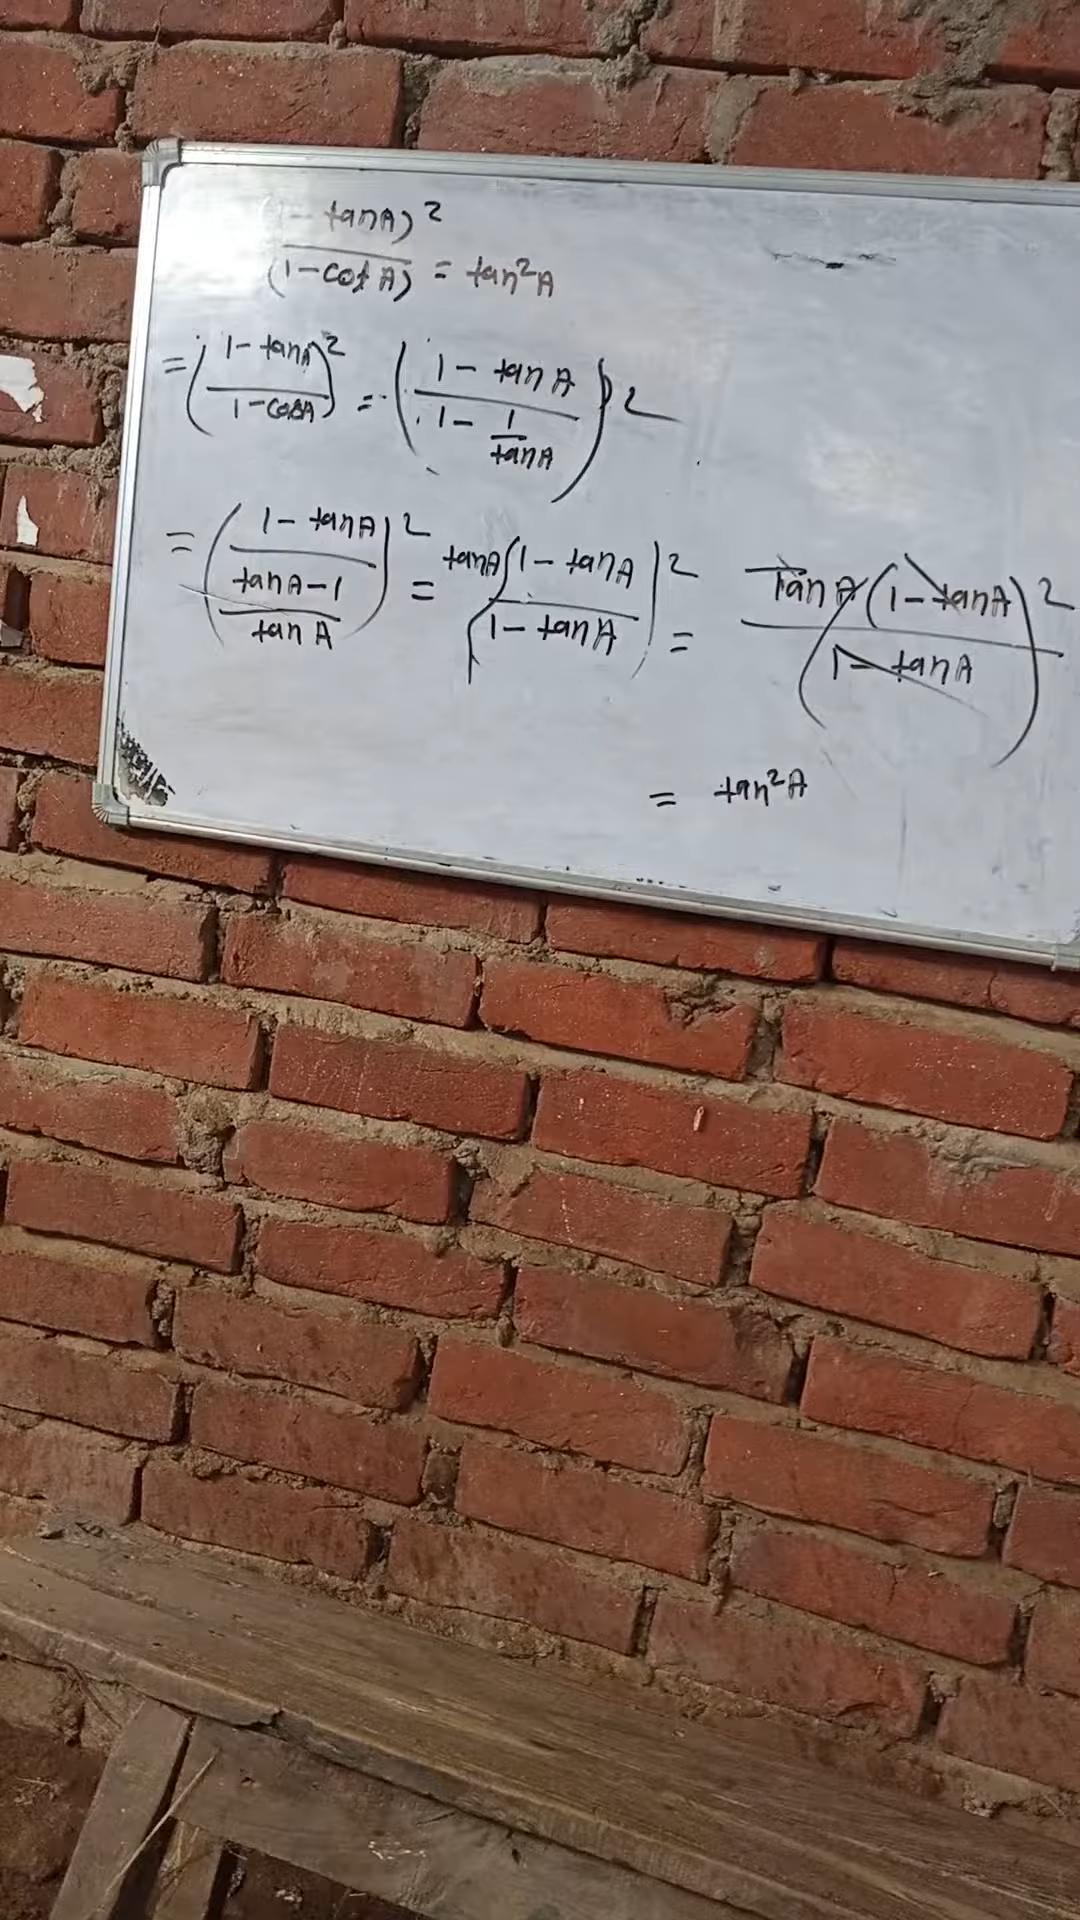 (1 - tanA)²
(1 - cot A) = tan²A
= (1 - tanA / 1 - cotA)² = (1 - tan A / 1 - 1/tanA)²
= (1 - tanA / (tanA - 1 / tan A))² = tanA (1 - tanA / 1 - tanA)² = tanA (1 - tanA)² / (1 - tanA)
= tan²A